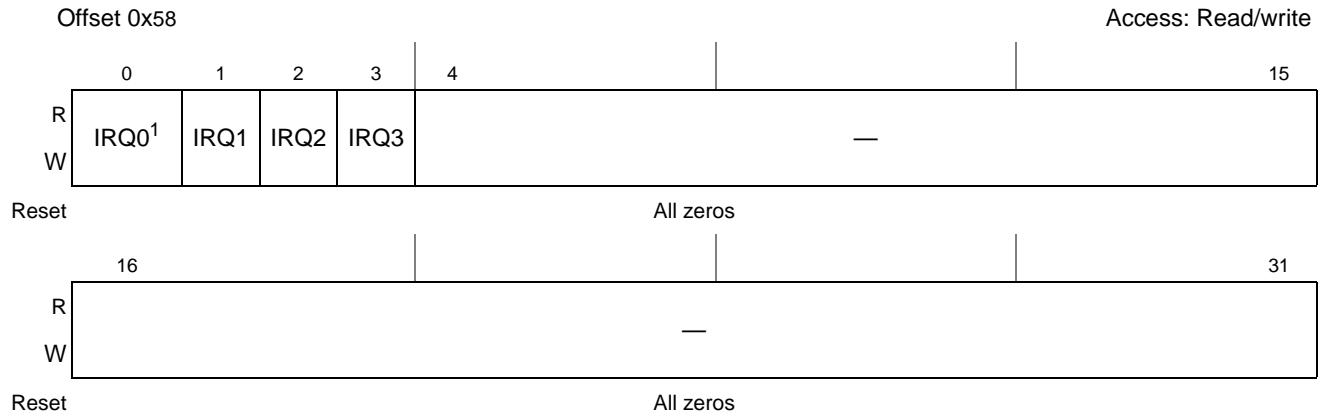 Offset 0x58 Access: Read/write
0 1 2 3 4 15
R
IRQ0¹ IRQ1 IRQ2 IRQ3 —
W
Reset All zeros
16 31
R
—
W
Reset All zeros